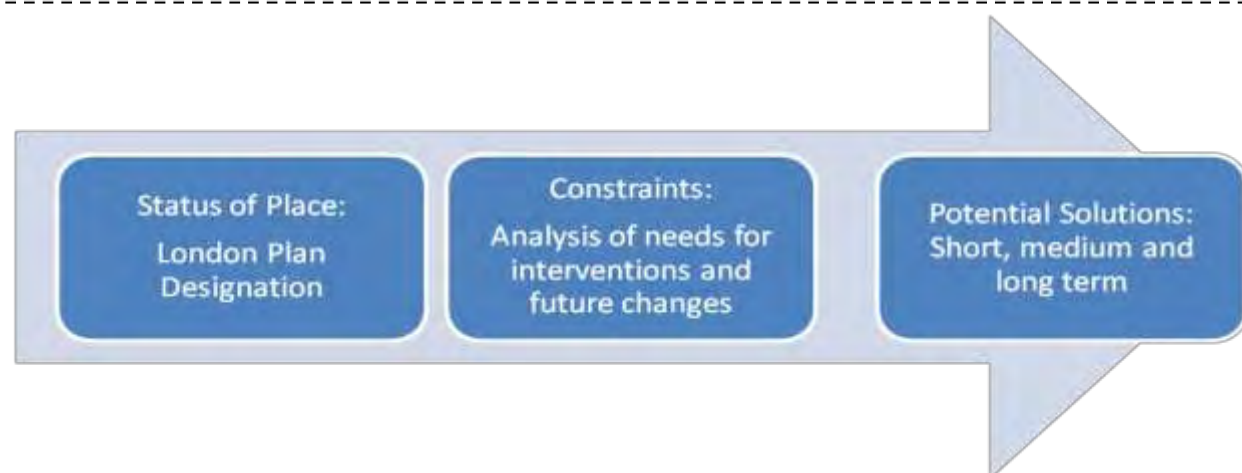 Status of Place:
London Plan
Designation
Constraints:
Analysis of needs for
interventions and
future changes
Potential Solutions:
Short, medium and
long term